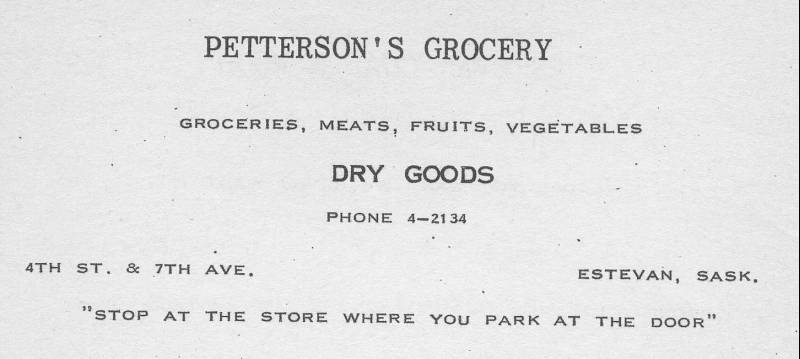 PETTERSON'S GROCERY
GROCERIES, MEATS, FRUITS, VEGETABLES
DRY GOODS
PHONE 4-2134
4TH ST. & 7TH AVE. ESTEVAN, SASK.
"STOP AT THE STORE WHERE YOU PARK AT THE DOOR"